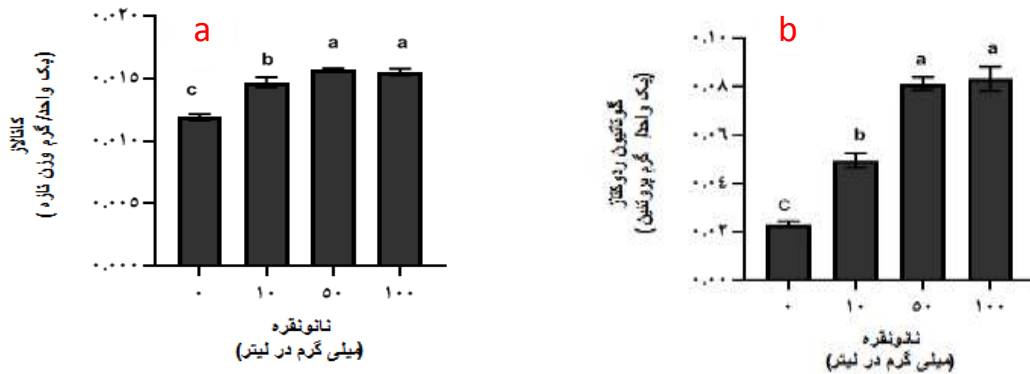 a
۰.۰۲۰
۰.۰۱۵
۰.۰۱۰
۰.۰۰۵
۰.۰۰۰
کاتالاز
(یک واحد/ گرم وزن تازه)
c
b
a
a
۰
۱۰
۵۰
۱۰۰
نانونقره
(میلی گرم در لیتر)
b
۰.۱۰
۰.۰۸
۰.۰۶
۰.۰۴
۰.۰۲
۰.۰۰
گوتاتیون ردوکتاز
(یک واحد/ گرم پروتئین)
C
b
a
a
۰
۱۰
۵۰
۱۰۰
نانونقره
(میلی گرم در لیتر)